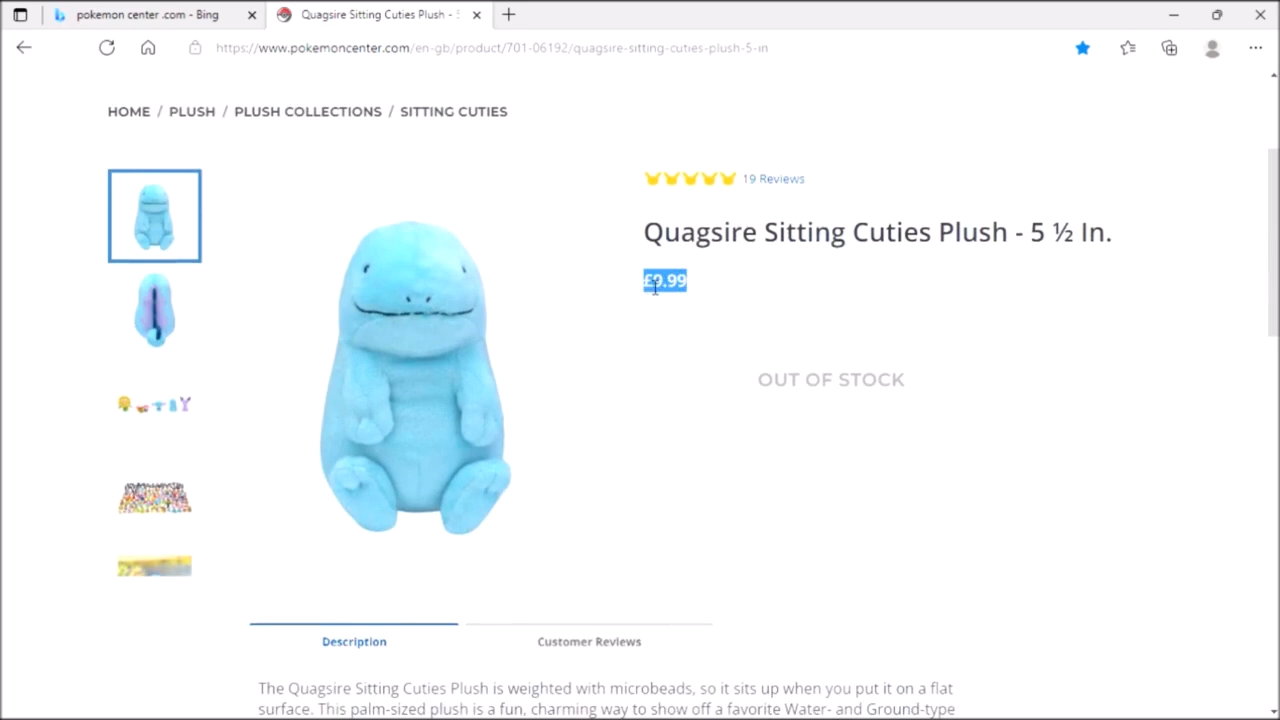 pokemon center .com - Bing
Quagsire Sitting Cuties Plush - 5
https://www.pokemoncenter.com/en-gb/product/701-06192/quagsire-sitting-cuties-plush-5-in
HOME / PLUSH / PLUSH COLLECTIONS / SITTING CUTIES
19 Reviews
Quagsire Sitting Cuties Plush - 5 ½ In.
£9.99
OUT OF STOCK
Description
Customer Reviews
The Quagsire Sitting Cuties Plush is weighted with microbeads, so it sits up when you put it on a flat
surface. This palm-sized plush is a fun, charming way to show off a favorite Water- and Ground-type